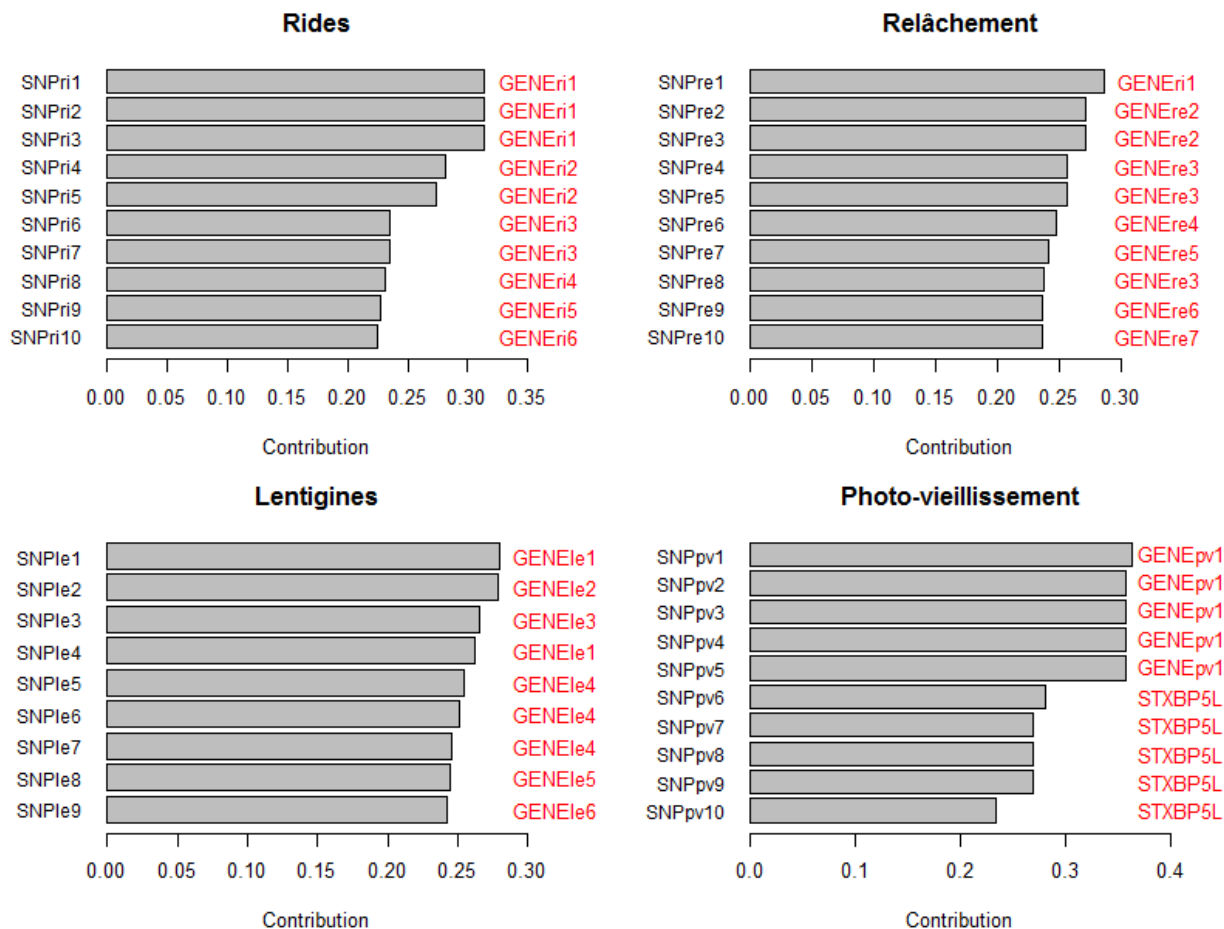 Rides
SNPri1 GENEri1
SNPri2 GENEri1
SNPri3 GENEri1
SNPri4 GENEri2
SNPri5 GENEri2
SNPri6 GENEri3
SNPri7 GENEri3
SNPri8 GENEri4
SNPri9 GENEri5
SNPri10 GENEri6
0.00 0.05 0.10 0.15 0.20 0.25 0.30 0.35
Contribution
Relâchement
SNPre1 GENEri1
SNPre2 GENEre2
SNPre3 GENEre2
SNPre4 GENEre3
SNPre5 GENEre3
SNPre6 GENEre4
SNPre7 GENEre5
SNPre8 GENEre3
SNPre9 GENEre6
SNPre10 GENEre7
0.00 0.05 0.10 0.15 0.20 0.25 0.30
Contribution
Lentigines
SNPle1 GENEle1
SNPle2 GENEle2
SNPle3 GENEle3
SNPle4 GENEle1
SNPle5 GENEle4
SNPle6 GENEle4
SNPle7 GENEle4
SNPle8 GENEle5
SNPle9 GENEle6
0.00 0.05 0.10 0.15 0.20 0.25 0.30
Contribution
Photo-vieillissement
SNPpv1 GENEpv1
SNPpv2 GENEpv1
SNPpv3 GENEpv1
SNPpv4 GENEpv1
SNPpv5 GENEpv1
SNPpv6 STXBP5L
SNPpv7 STXBP5L
SNPpv8 STXBP5L
SNPpv9 STXBP5L
SNPpv10 STXBP5L
0.0 0.1 0.2 0.3 0.4
Contribution